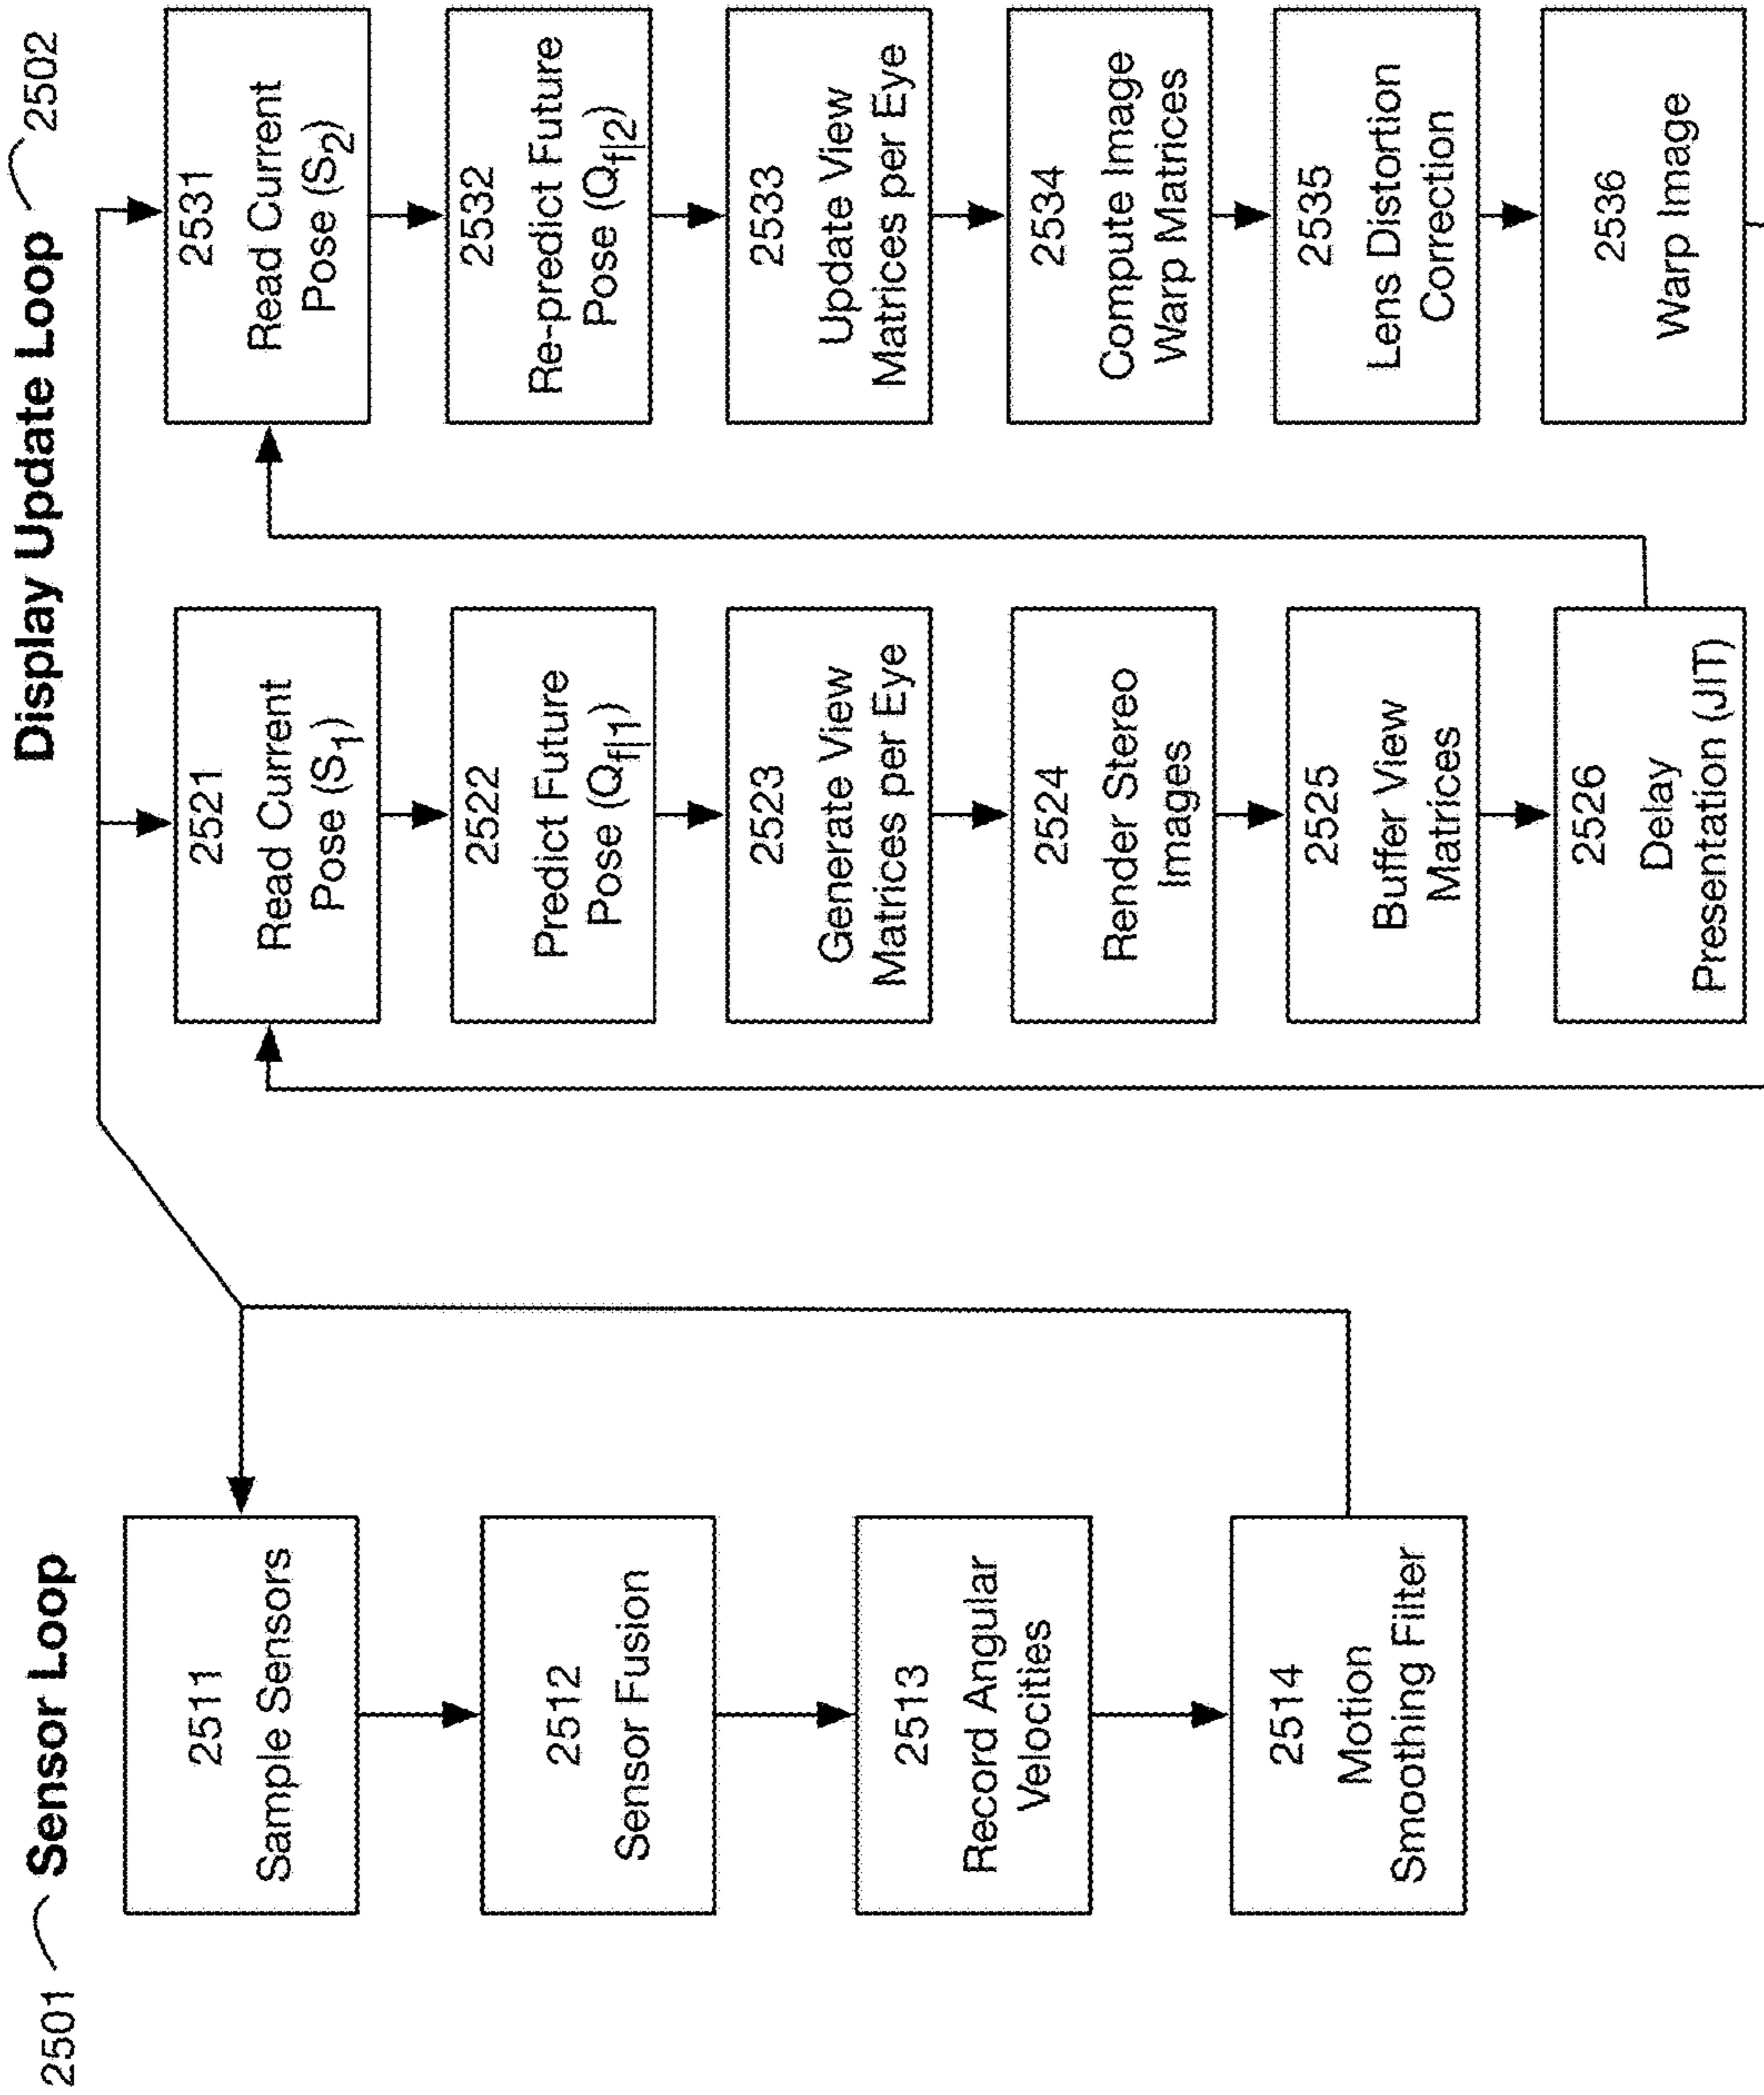 2501
Sensor Loop
2511
Sample Sensors
2512
Sensor Fusion
2513
Record Angular
Velocities
2514
Motion
Smoothing Filter
Display Update Loop
2502
2521
Read Current
Pose (S1)
2522
Predict Future
Pose (Qf|1)
2523
Generate View
Matrices per Eye
2524
Render Stereo
Images
2525
Buffer View
Matrices
2526
Delay
Presentation (JIT)
2531
Read Current
Pose (S2)
2532
Re-predict Future
Pose (Qf|2)
2533
Update View
Matrices per Eye
2534
Compute Image
Warp Matrices
2535
Lens Distortion
Correction
2536
Warp Image